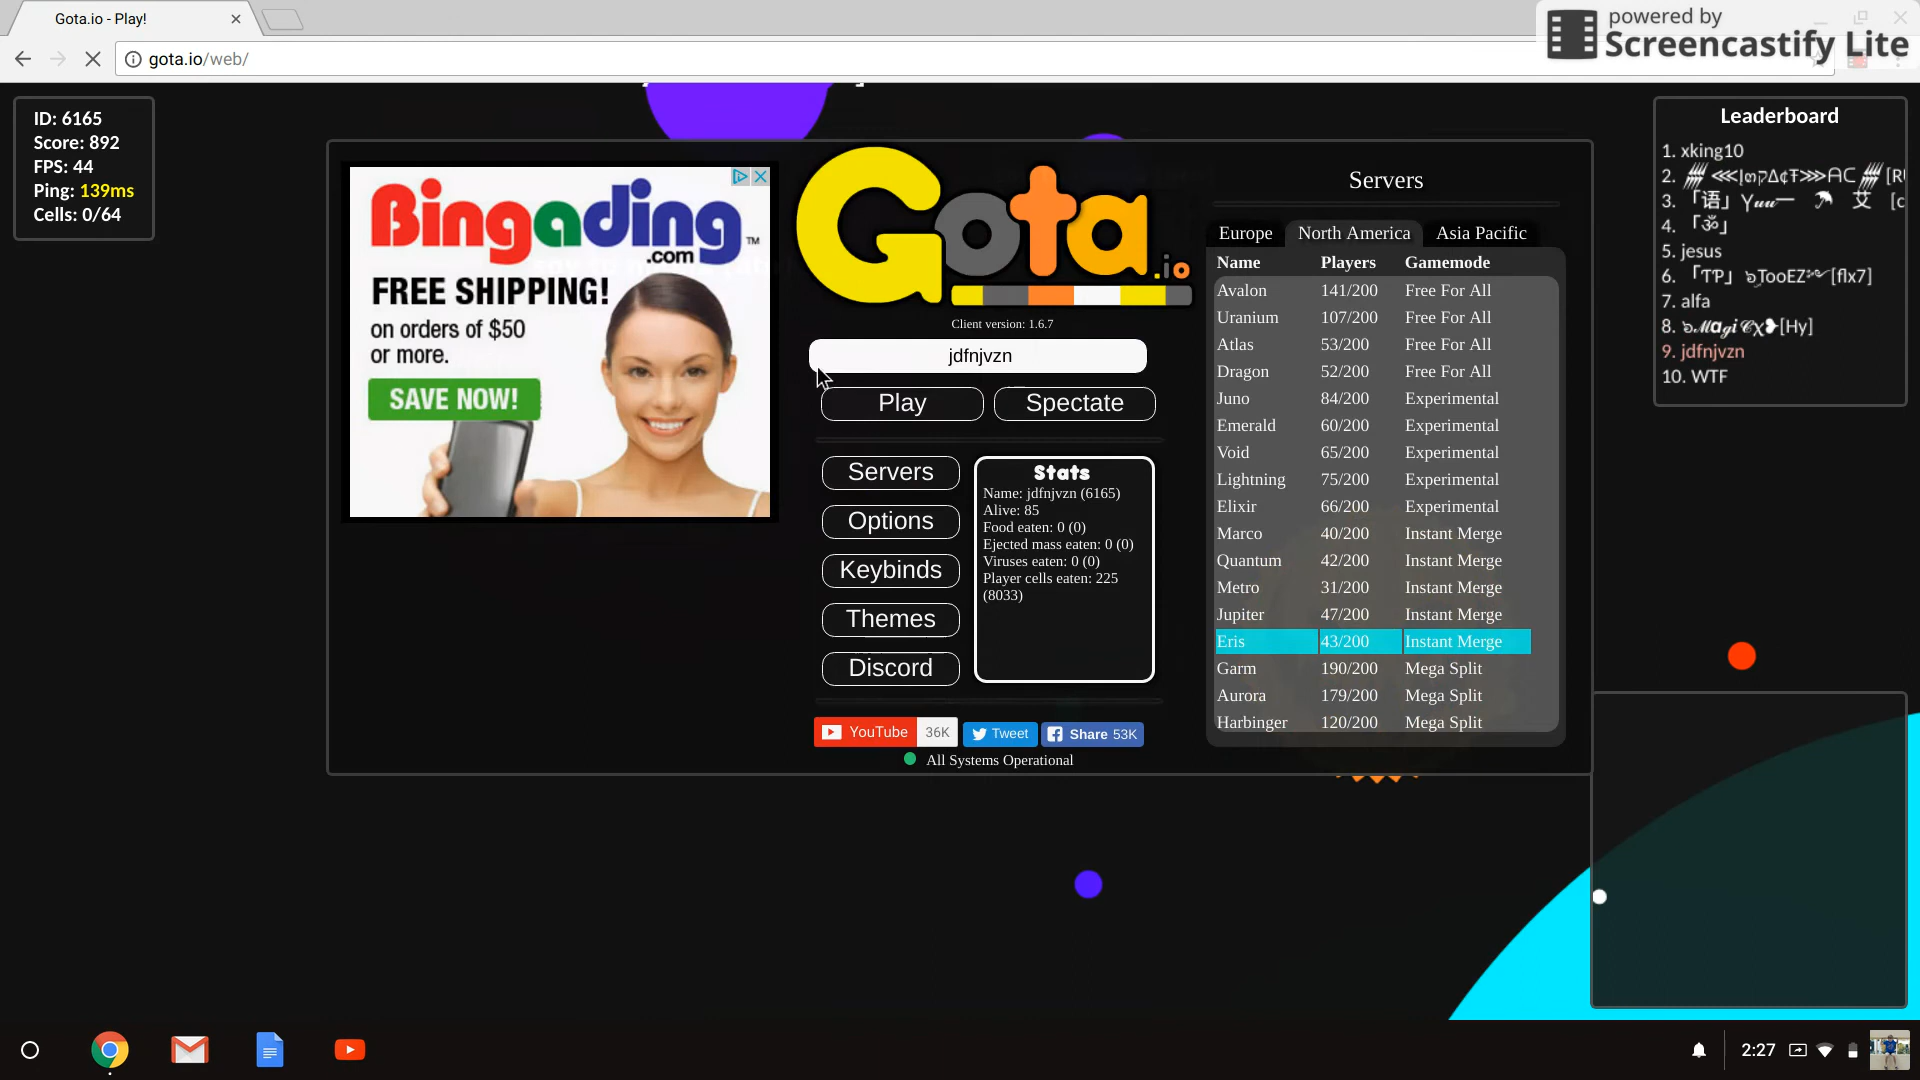 Gota.io - Play!
powered by
Screencastify Lite
gota.io/web/
ID: 6165
Score: 892
FPS: 44
Ping: 139ms
Cells: 0/64
Bingading
.com
TM
FREE SHIPPING!
on orders of $50
or more.
SAVE NOW!
Gota.io
Client version: 1.6.7
jdfnjvzn
Play
Spectate
Servers
Options
Keybinds
Themes
Discord
Stats
Name: jdfnjvzn (6165)
Alive: 85
Food eaten: 0 (0)
Ejected mass eaten: 0 (0)
Viruses eaten: 0 (0)
Player cells eaten: 225
(8033)
YouTube 36K
Tweet
Share 53K
All Systems Operational
Servers
Europe North America Asia Pacific
Name Players Gamemode
Avalon 141/200 Free For All
Uranium 107/200 Free For All
Atlas 53/200 Free For All
Dragon 52/200 Free For All
Juno 84/200 Experimental
Emerald 60/200 Experimental
Void 65/200 Experimental
Lightning 75/200 Experimental
Elixir 66/200 Experimental
Marco 40/200 Instant Merge
Quantum 42/200 Instant Merge
Metro 31/200 Instant Merge
Jupiter 47/200 Instant Merge
Eris 43/200 Instant Merge
Garm 190/200 Mega Split
Aurora 179/200 Mega Split
Harbinger 120/200 Mega Split
Leaderboard
1. xking10
2.
3. 「语」 艾
4. 「ॐ」
5. jesus
6. [flx7]
7. alfa
8. [Hy]
9. jdfnjvzn
10. WTF
2:27